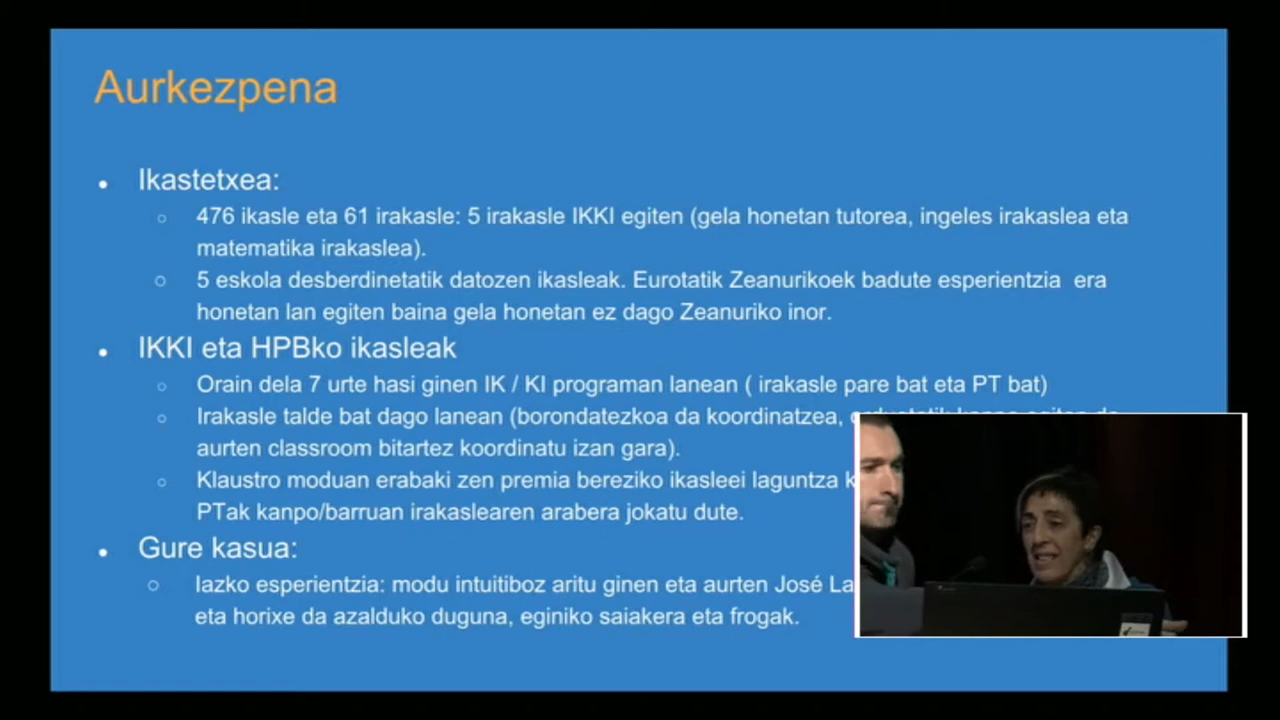 Aurkezpena
Ikastetxea:
476 ikasle eta 61 irakasle: 5 irakasle IKKI egiten (gela honetan tutorea, ingeles irakaslea eta
matematika irakaslea).
5 eskola desberdinetatik datozen ikasleak. Eurotatik Zeanurikoek badute esperientzia era
honetan lan egiten baina gela honetan ez dago Zeanuriko inor.
IKKI eta HPBko ikasleak
Orain dela 7 urte hasi ginen IK / KI programan lanean ( irakasle pare bat eta PT bat)
Irakasle talde bat dago lanean (borondatezkoa da koordinatzea,
aurten classroom bitartez koordinatu izan gara).
Klaustro moduan erabaki zen premia bereziko ikasleei laguntza
PTak kanpo/barruan irakaslearen arabera jokatu dute.
Gure kasua:
Iazko esperientzia: modu intuitiboz aritu ginen eta aurten José
eta horixe da azalduko duguna, eginiko saiakera eta frogak.